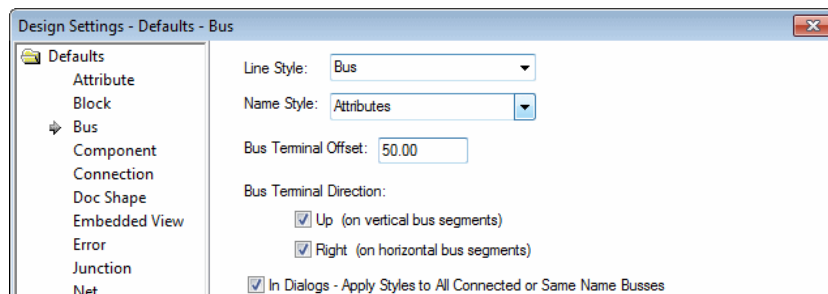 Design Settings - Defaults - Bus
Defaults
Attribute
Block
Bus
Component
Connection
Doc Shape
Embedded View
Error
Junction
Net
Line Style: Bus
Name Style: Attributes
Bus Terminal Offset: 50.00
Bus Terminal Direction:
Up (on vertical bus segments)
Right (on horizontal bus segments)
In Dialogs - Apply Styles to All Connected or Same Name Busses